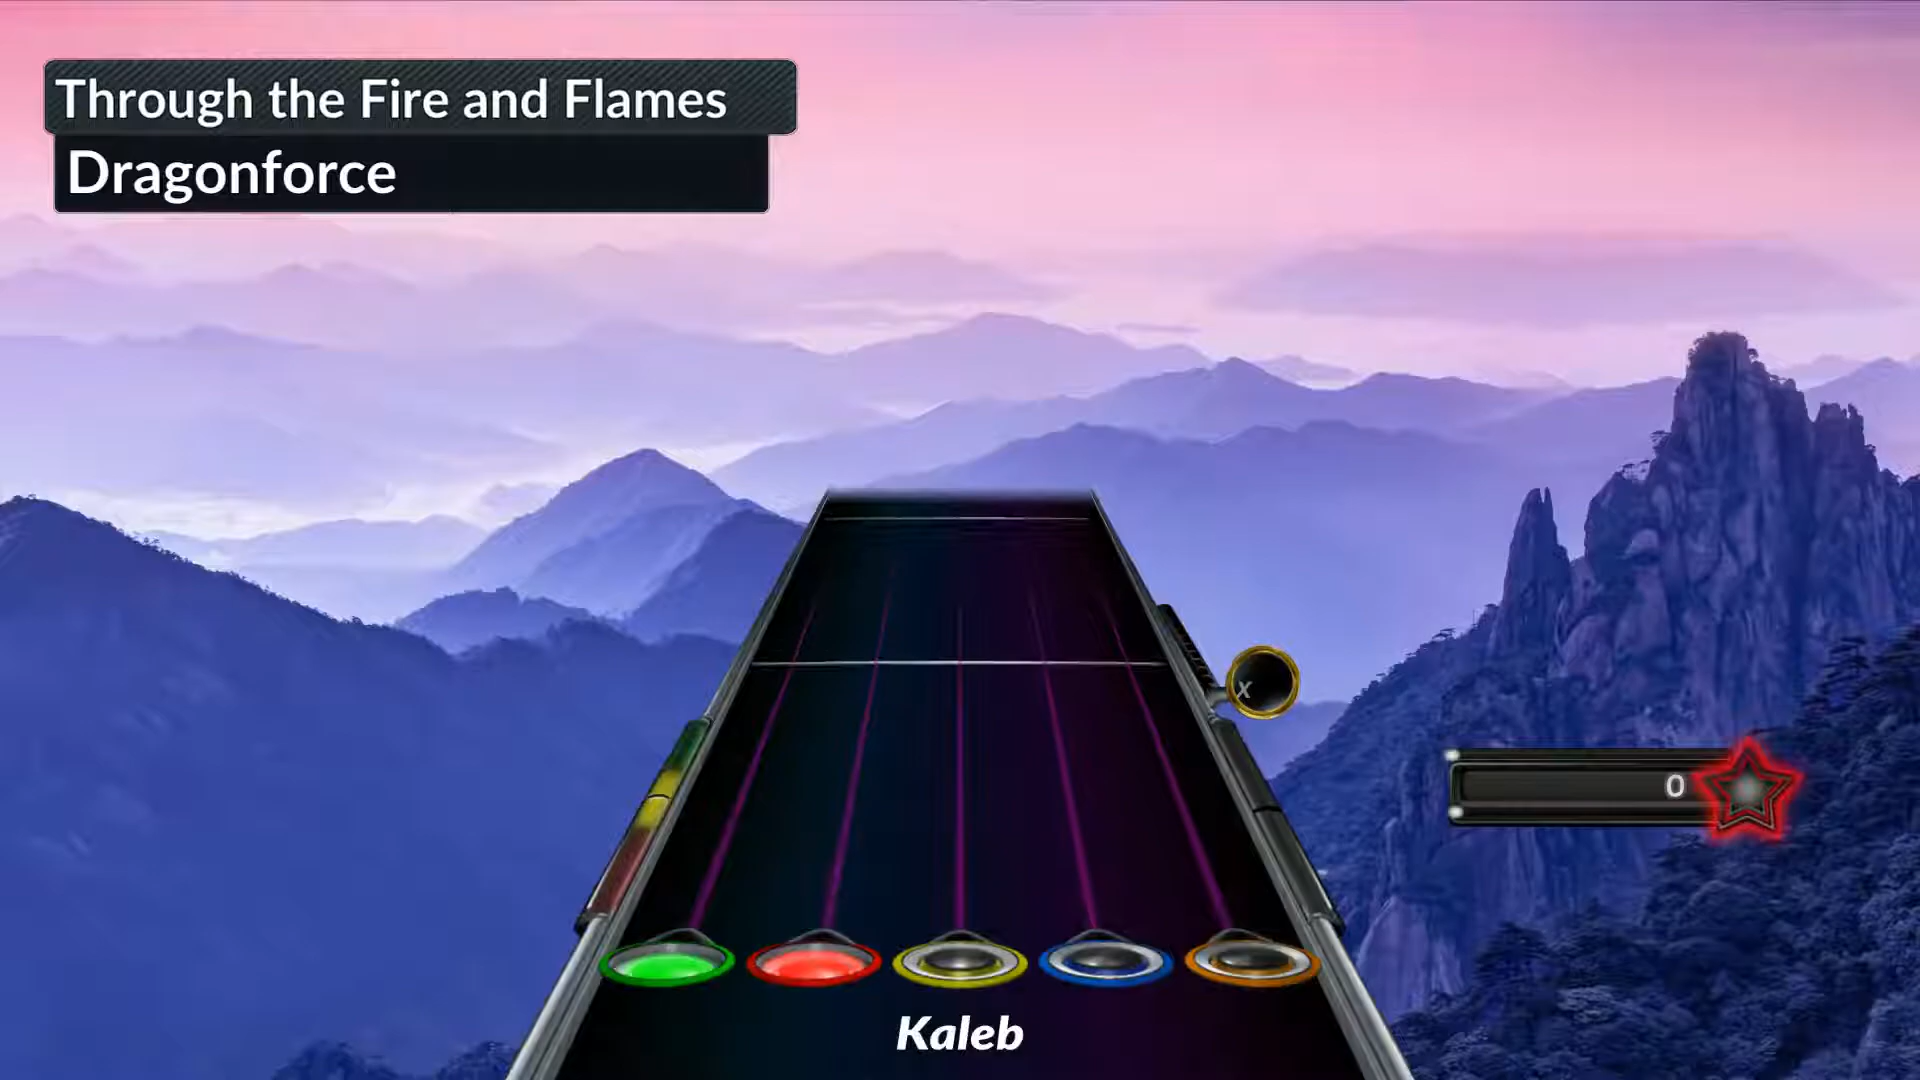 Through the Fire and Flames
Dragonforce
x
0
Kaleb